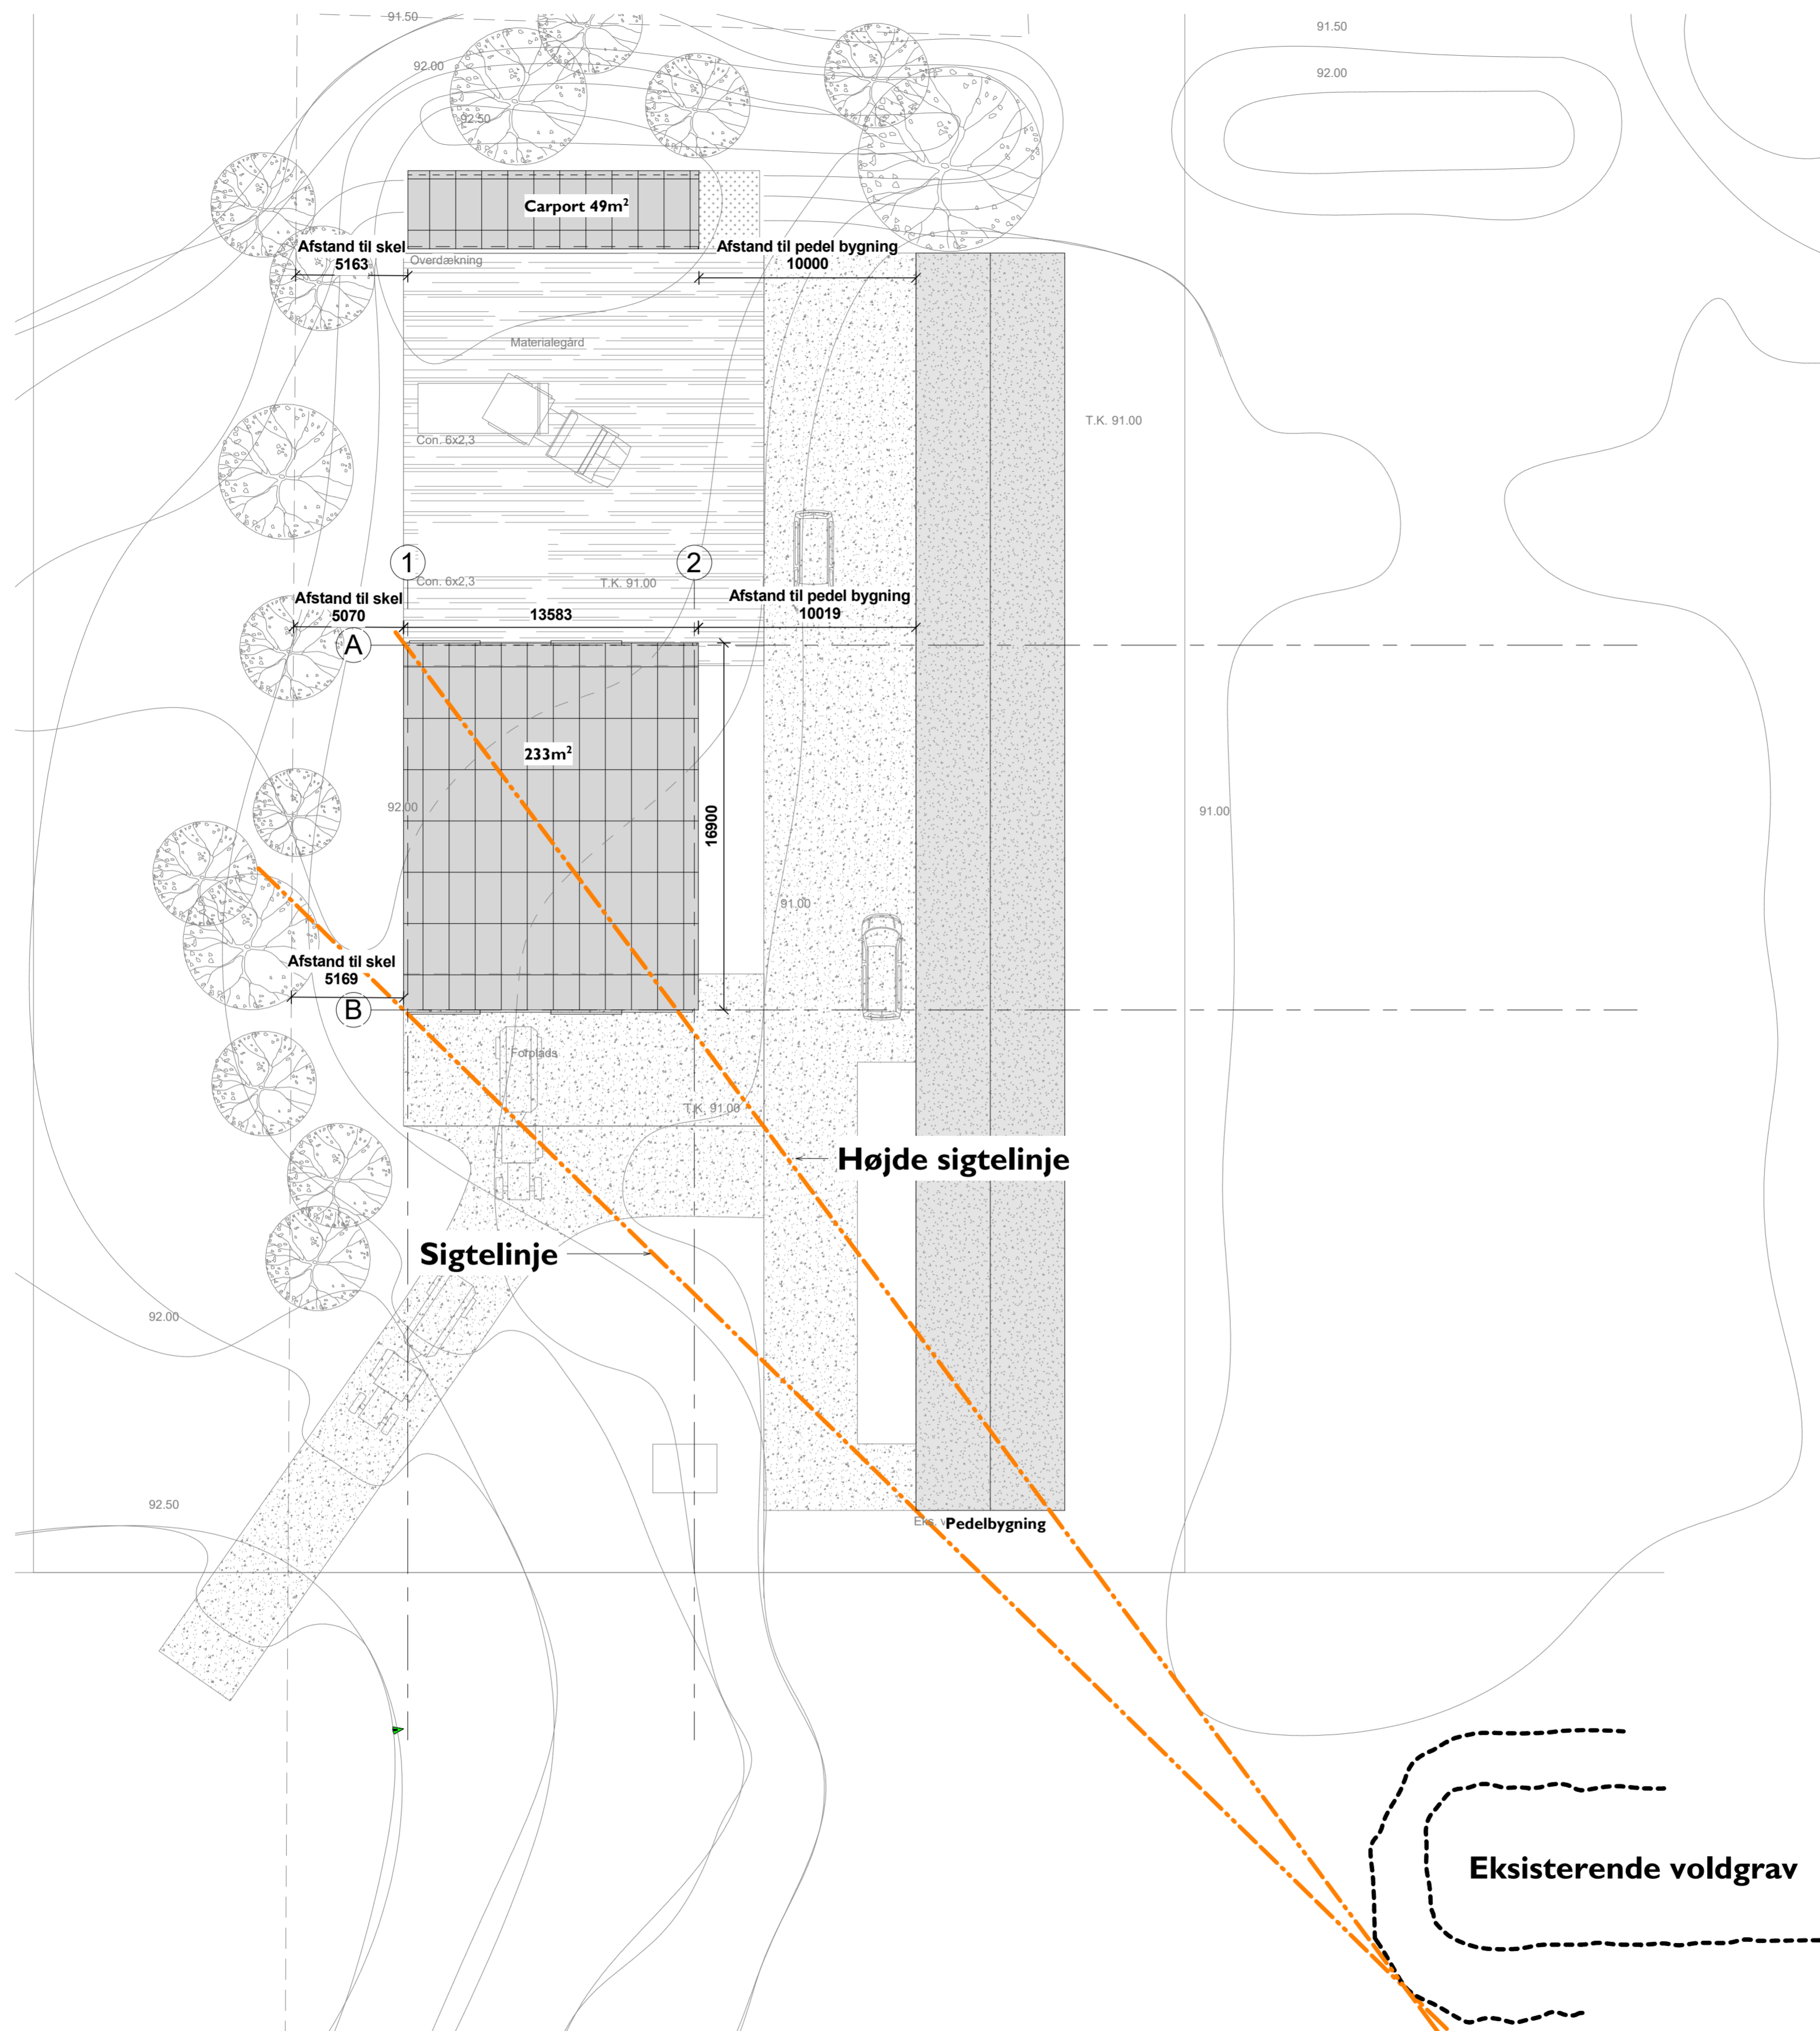 91.50
91.50
92.00
92.00
92.50
Carport 49m²
Afstand til skel
5163
Afstand til pedel bygning
10000
Overdækning
Materialegård
T.K. 91.00
Con. 6x2,3
1
2
Con. 6x2,3
T.K. 91.00
Afstand til skel
5070
13583
Afstand til pedel bygning
10019
A
233m²
92.00
16900
91.00
91.00
Afstand til skel
5169
B
Forplads
T.K. 91.00
Højde sigtelinje
Sigtelinje
92.00
92.50
Eks.
Pedelbygning
Eksisterende voldgrav